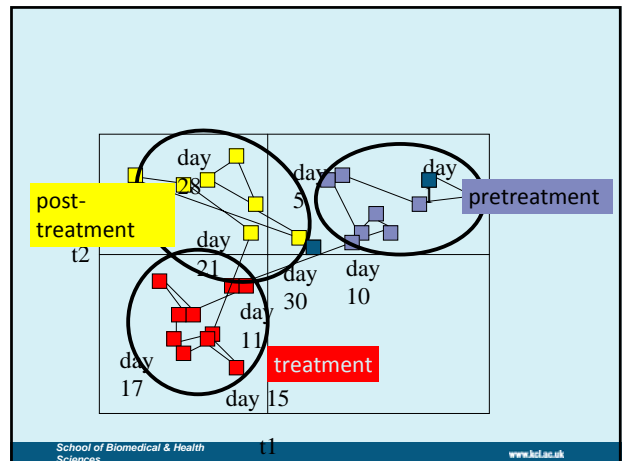 day
28
day
5
day
1
post-
treatment
pretreatment
t2
day
21
day
30
day
10
day
11
day
17
treatment
day 15
School of Biomedical & Health
Sciences
t1
www.kcl.ac.uk